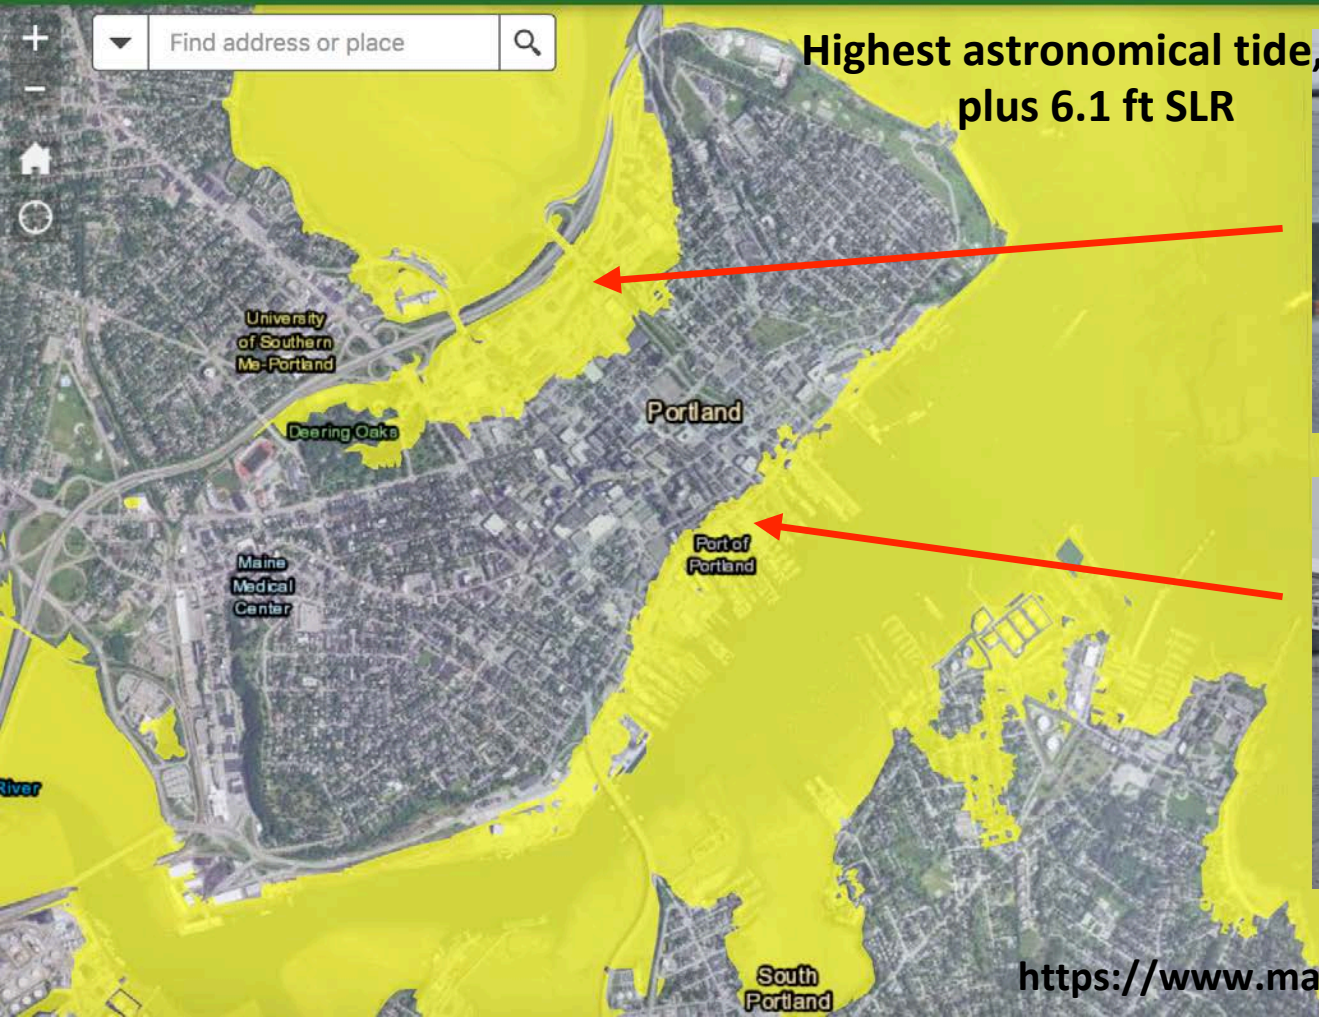 Find address or place
Highest astronomical tide,
plus 6.1 ft SLR
University
of Southern
Me-Portland
Portland
Deering Oaks
Port of
Portland
Maine
Medical
Center
River
South
Portland
https://www.ma